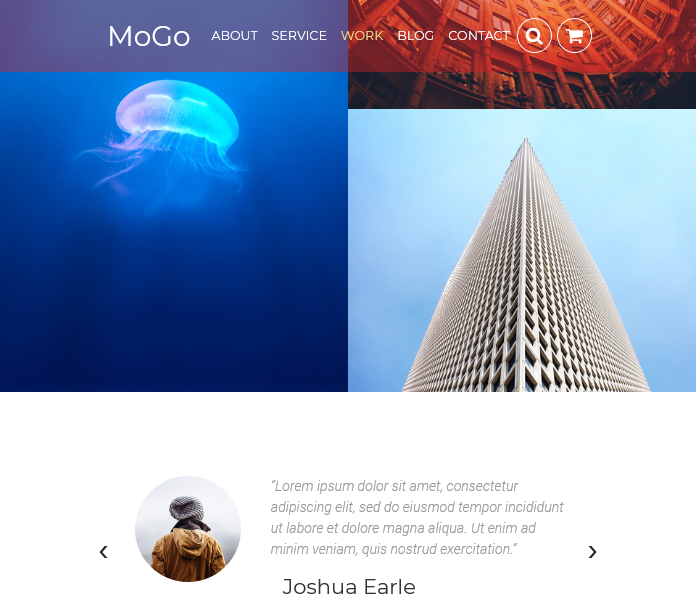 MoGo
ABOUT SERVICE WORK BLOG CONTACT
“Lorem ipsum dolor sit amet, consectetur
adipiscing elit, sed do eiusmod tempor incididunt
ut labore et dolore magna aliqua. Ut enim ad
minim veniam, quis nostrud exercitation.”
Joshua Earle